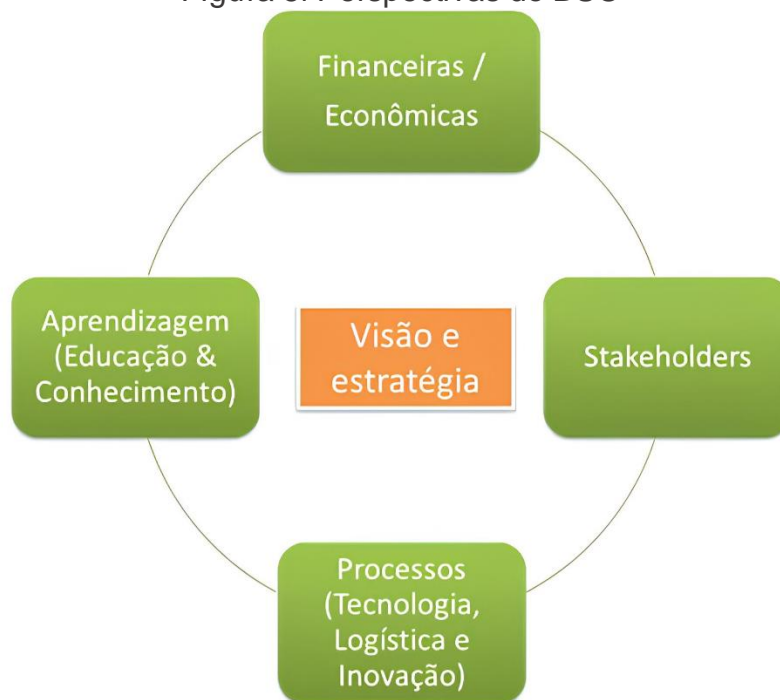 Financeiras /
Econômicas
Aprendizagem
(Educação &
Conhecimento)
Visão e
estratégia
Stakeholders
Processos
(Tecnologia,
Logística e
Inovação)